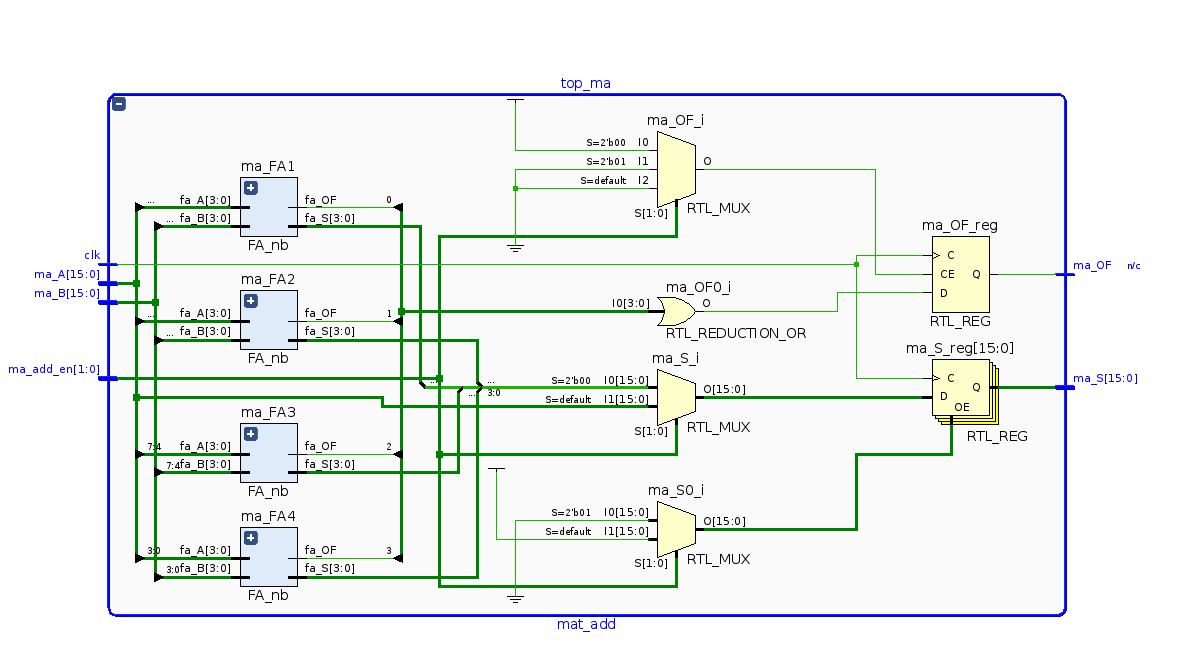 top_ma
ma_OF_i
S=2'b00 I0
S=2'b01 I1
O
S=default I2
S[1:0]
RTL_MUX
ma_FA1
... fa_A[3:0]
fa_OF
0
... fa_B[3:0]
fa_S[3:0]
FA_nb
ma_OF_reg
clk
C
ma_A[15:0]
CE
Q
ma_OF n/c
ma_B[15:0]
D
RTL_REG
ma_FA2
... fa_A[3:0]
fa_OF
1
... fa_B[3:0]
fa_S[3:0]
FA_nb
ma_OF0_i
I0[3:0]
O
RTL_REDUCTION_OR
ma_add_en[1:0]
ma_S_i
...
...
... 3:0
S=2'b00 I0[15:0]
O[15:0]
S=default I1[15:0]
S[1:0]
RTL_MUX
ma_S_reg[15:0]
C
D
Q
OE
ma_S[15:0]
RTL_REG
ma_FA3
7:4 fa_A[3:0]
fa_OF
2
7:4 fa_B[3:0]
fa_S[3:0]
FA_nb
ma_S0_i
S=2'b01 I0[15:0]
O[15:0]
S=default I1[15:0]
S[1:0]
RTL_MUX
ma_FA4
3:0 fa_A[3:0]
fa_OF
3
3:0 fa_B[3:0]
fa_S[3:0]
FA_nb
mat_add